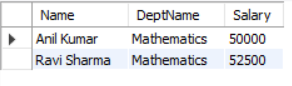 Name DeptName Salary
Anil Kumar Mathematics 50000
Ravi Sharma Mathematics 52500